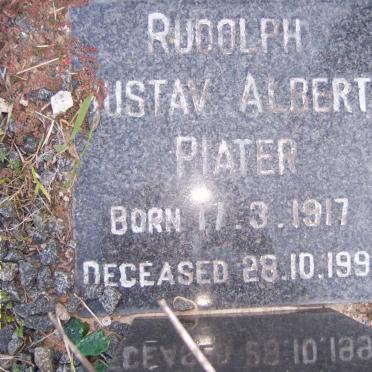 RUDOLPH
USTAV ALBERT
PIATER
BORN 17.3.1917
DECEASED 28.10.199